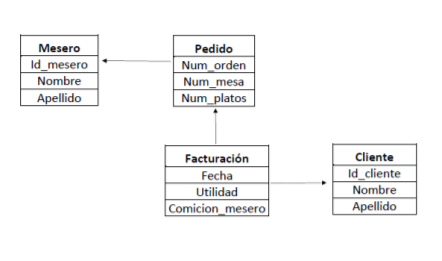 Mesero
Id_mesero
Nombre
Apellido
Pedido
Num_orden
Num_mesa
Num_platos
Facturación
Fecha
Utilidad
Comicion_mesero
Cliente
Id_cliente
Nombre
Apellido